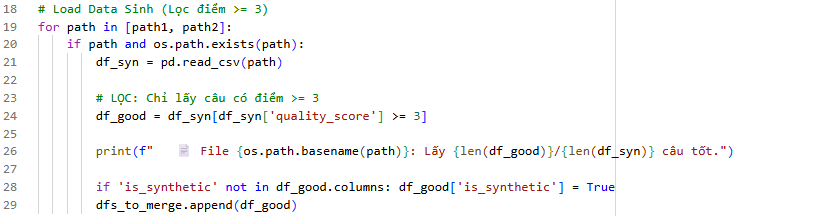 18 # Load Data Sinh (Lọc điểm >= 3)
19 for path in [path1, path2]:
20     if path and os.path.exists(path):
21         df_syn = pd.read_csv(path)
22
23         # LỌC: Chỉ lấy câu có điểm >= 3
24         df_good = df_syn[df_syn['quality_score'] >= 3]
25
26         print(f"   📄 File {os.path.basename(path)}: Lấy {len(df_good)}/{len(df_syn)} câu tốt.")
27
28         if 'is_synthetic' not in df_good.columns: df_good['is_synthetic'] = True
29         dfs_to_merge.append(df_good)